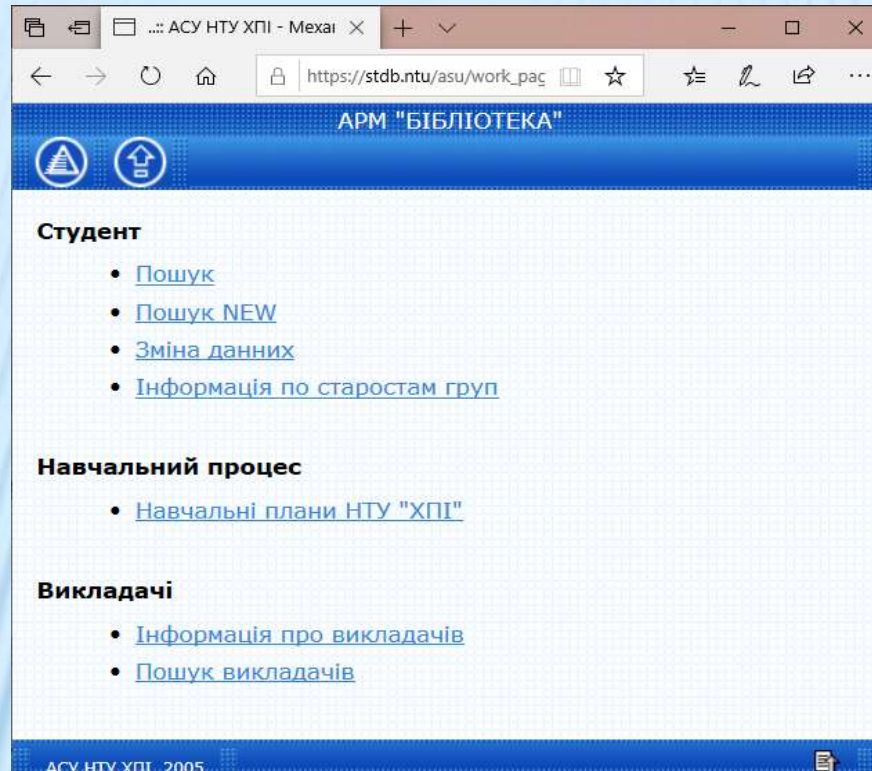 ..:: АСУ НТУ ХПІ - Механ
https://stdb.ntu/asu/work_pag
АРМ "БІБЛІОТЕКА"
Студент
Пошук
Пошук NEW
Зміна данних
Інформація по старостам груп
Навчальний процес
Навчальні плани НТУ "ХПІ"
Викладачі
Інформація про викладачів
Пошук викладачів
АСУ НТУ ХПІ, 2005